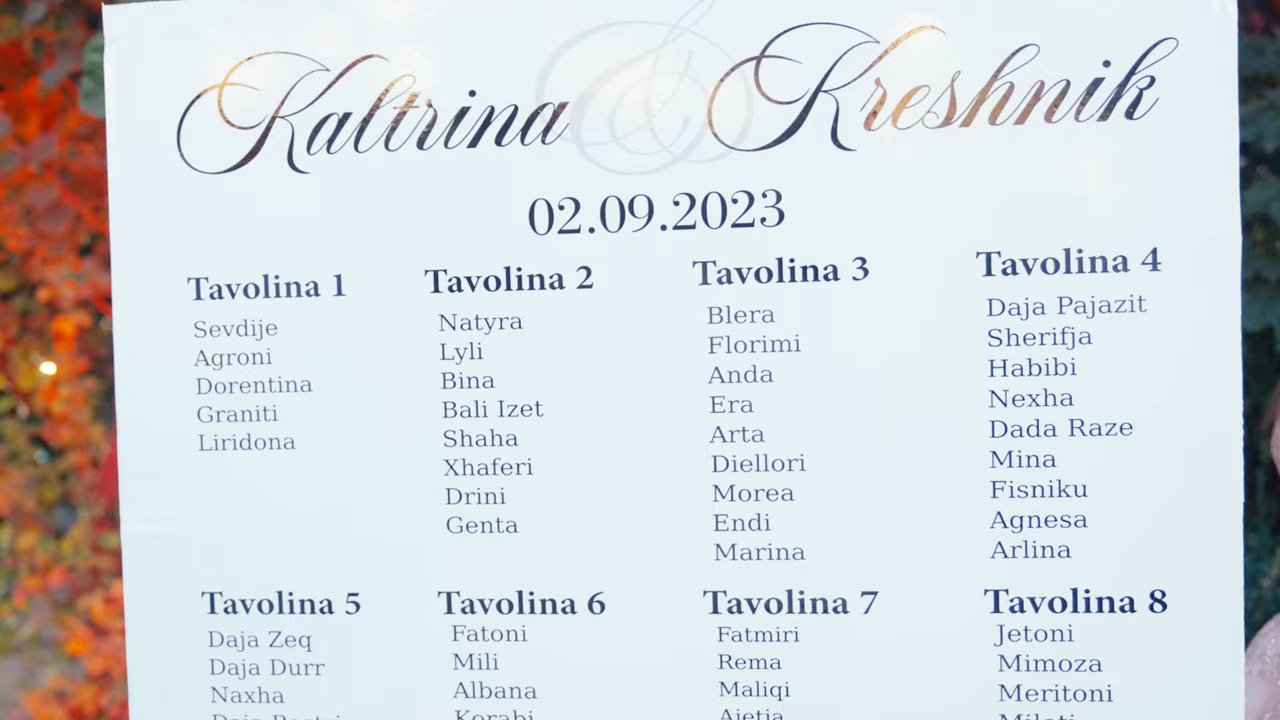 Kaltrina & Kreshnik
02.09.2023
Tavolina 1
Sevdije
Agroni
Dorentina
Graniti
Liridona
Tavolina 2
Natyra
Lyli
Bina
Bali Izet
Shaha
Xhaferi
Drini
Genta
Tavolina 3
Blera
Florimi
Anda
Era
Arta
Diellori
Morea
Endi
Marina
Tavolina 4
Daja Pajazit
Sherifja
Habibi
Nexha
Dada Raze
Mina
Fisniku
Agnesa
Arlina
Tavolina 5
Daja Zeq
Daja Durr
Naxha
Daja
Tavolina 6
Fatoni
Mili
Albana
Korabi
Tavolina 7
Fatmiri
Rema
Maliqi
Tavolina 8
Jetoni
Mimoza
Meritoni